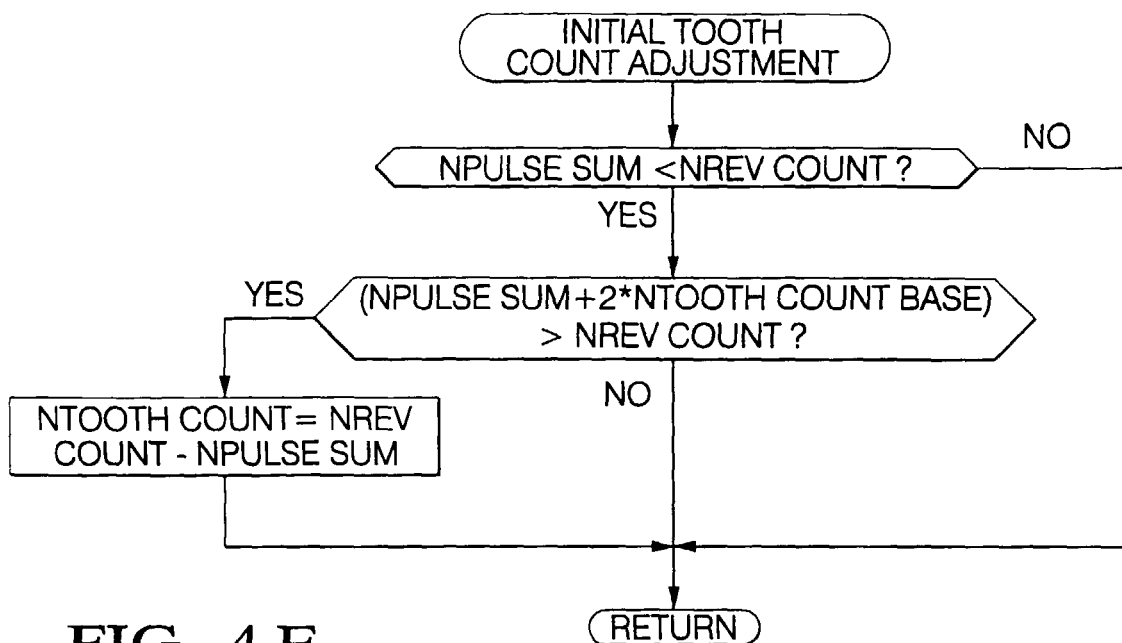 INITIAL TOOTH
COUNT ADJUSTMENT
NO
NPULSE SUM <NREV COUNT ?
YES
YES
(NPULSE SUM+2*NTOOTH COUNT BASE)
> NREV COUNT ?
NO
NTOOTH COUNT= NREV
COUNT - NPULSE SUM
RETURN